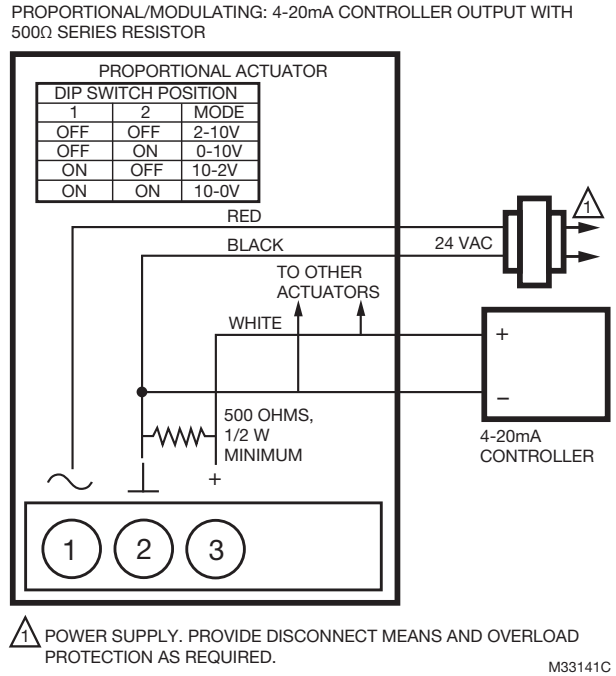 PROPORTIONAL/MODULATING: 4-20mA CONTROLLER OUTPUT WITH
500Ω SERIES RESISTOR
PROPORTIONAL ACTUATOR
DIP SWITCH POSITION
1 2 MODE
OFF OFF 2-10V
OFF ON 0-10V
ON OFF 10-2V
ON ON 10-0V
RED
1
BLACK
24 VAC
TO OTHER
ACTUATORS
WHITE
+
–
500 OHMS,
1/2 W
MINIMUM
4-20mA
CONTROLLER
+
1 2 3
1 POWER SUPPLY. PROVIDE DISCONNECT MEANS AND OVERLOAD
PROTECTION AS REQUIRED.
M33141C